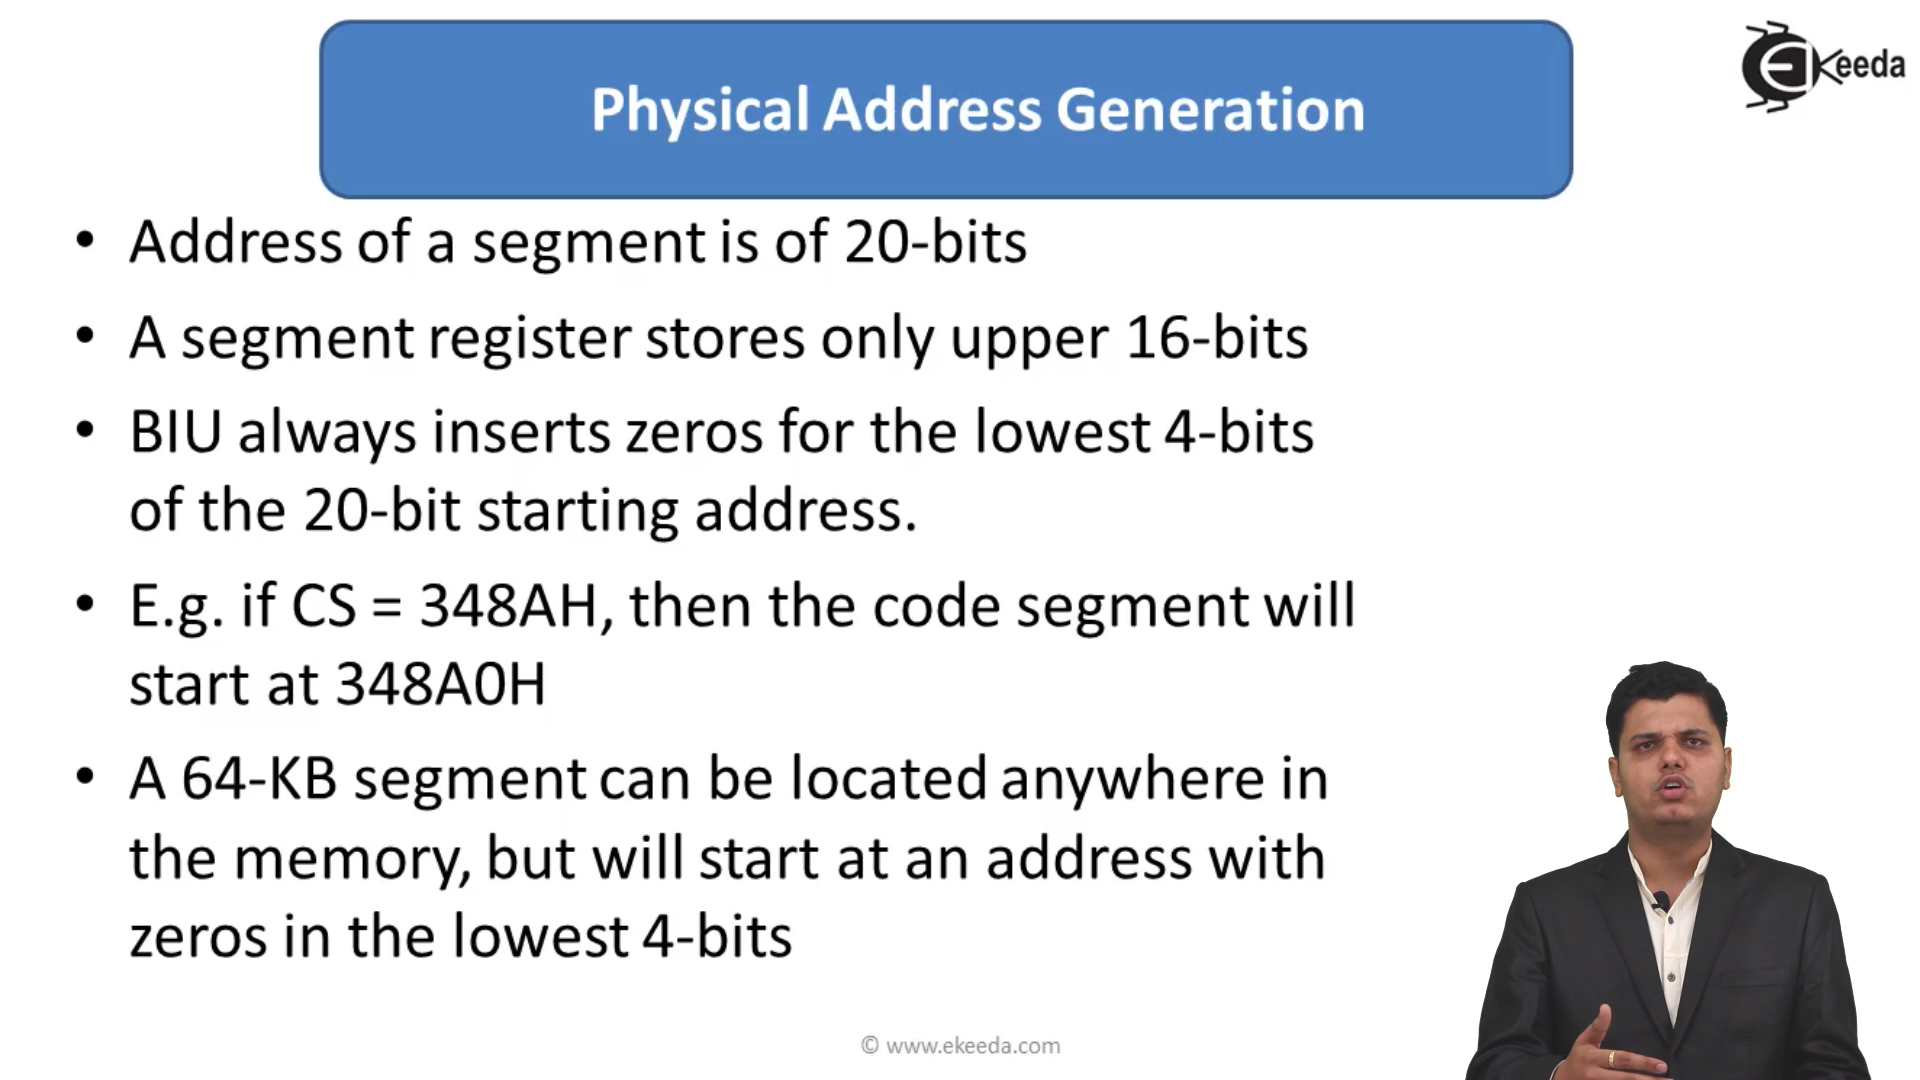 Physical Address Generation
Ekeeda
• Address of a segment is of 20-bits
• A segment register stores only upper 16-bits
• BIU always inserts zeros for the lowest 4-bits
of the 20-bit starting address.
• E.g. if CS = 348AH, then the code segment will
start at 348A0H
• A 64-KB segment can be located anywhere in
the memory, but will start at an address with
zeros in the lowest 4-bits
© www.ekeeda.com